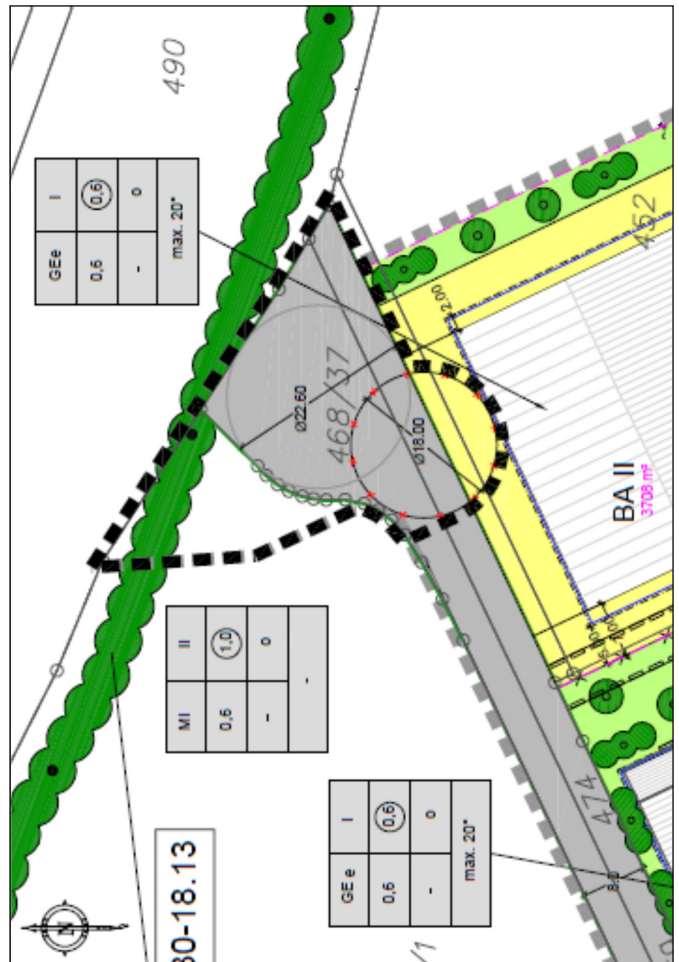 490
GEe I
0,6 0,6
- o
max. 20°
468/37
Ø22.60
Ø18.00
2.00
452
BA II
3708 m²
MI II
0,6 1,0
- o
-
GEe I
0,6 0,6
- o
max. 20°
474
8.0
30-18.13
N
/1